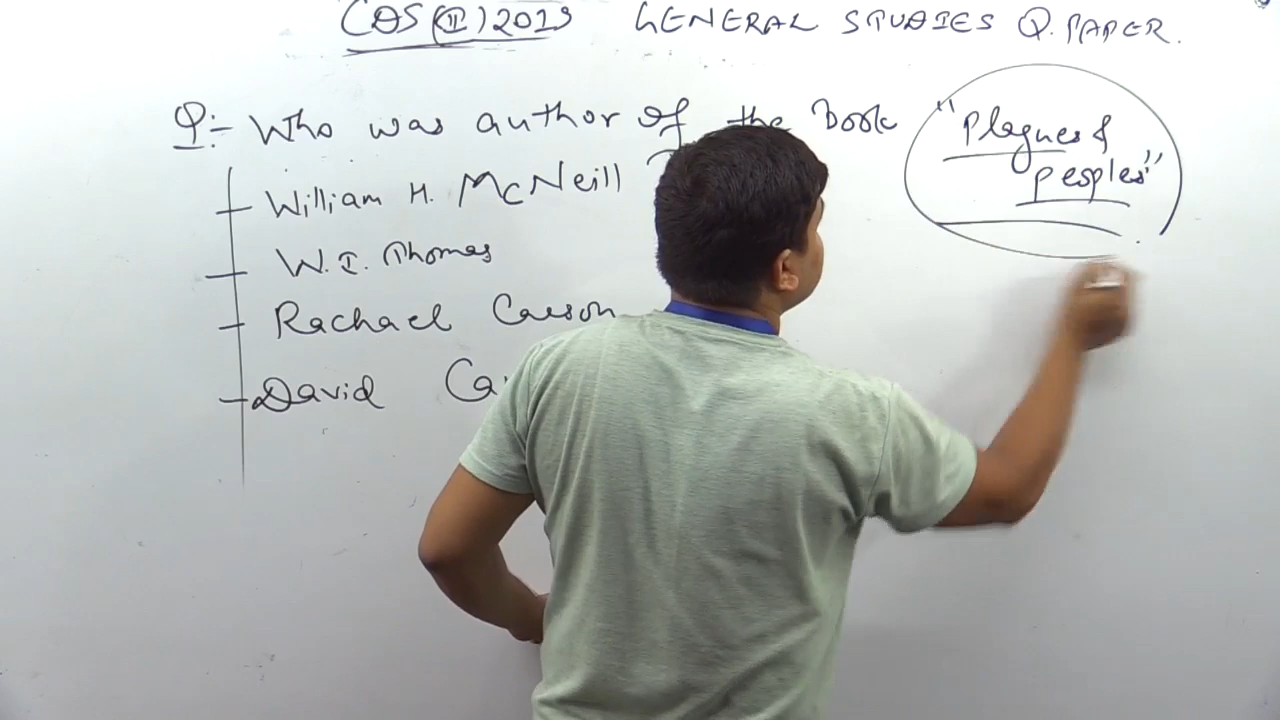 CDS (II) 2019 GENERAL STUDIES Q. PAPER.
Q:- Who was author of the Book "Plagues &
peoples"
William H. McNeill
W. I. Thomas
Rachael Carson
David